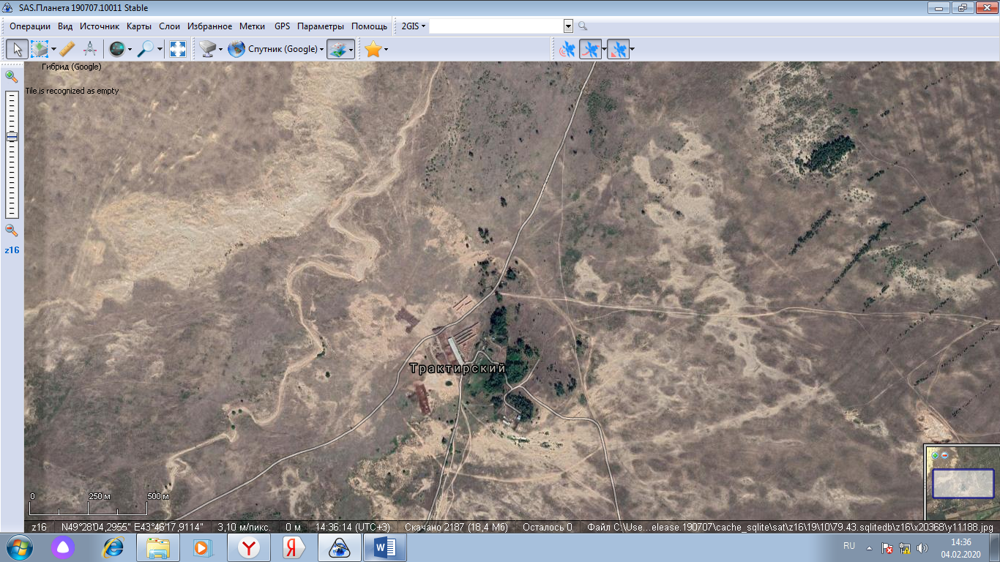 SAS.Планета 190707.10011 Stable
Операции Вид Источник Карты Слои Избранное Метки GPS Параметры Помощь 2GIS
Спутник (Google)
Гибрид (Google)
Tile is recognized as empty
z16
Трактирский
0 250 м 500 м
z16 N49°28'04,2955" E43°46'17,9114" 3,10 м/пикс. 0 м 14:36:14 (UTC+3) Скачано 2187 (18,4 Мб) Осталось 0 Файл C:\Use...elease.190707\cache_sqlite\sat\z16\19\10\79.43.sqlitedb\z16\x20368\y11188.jpg
RU 14:36
04.02.2020